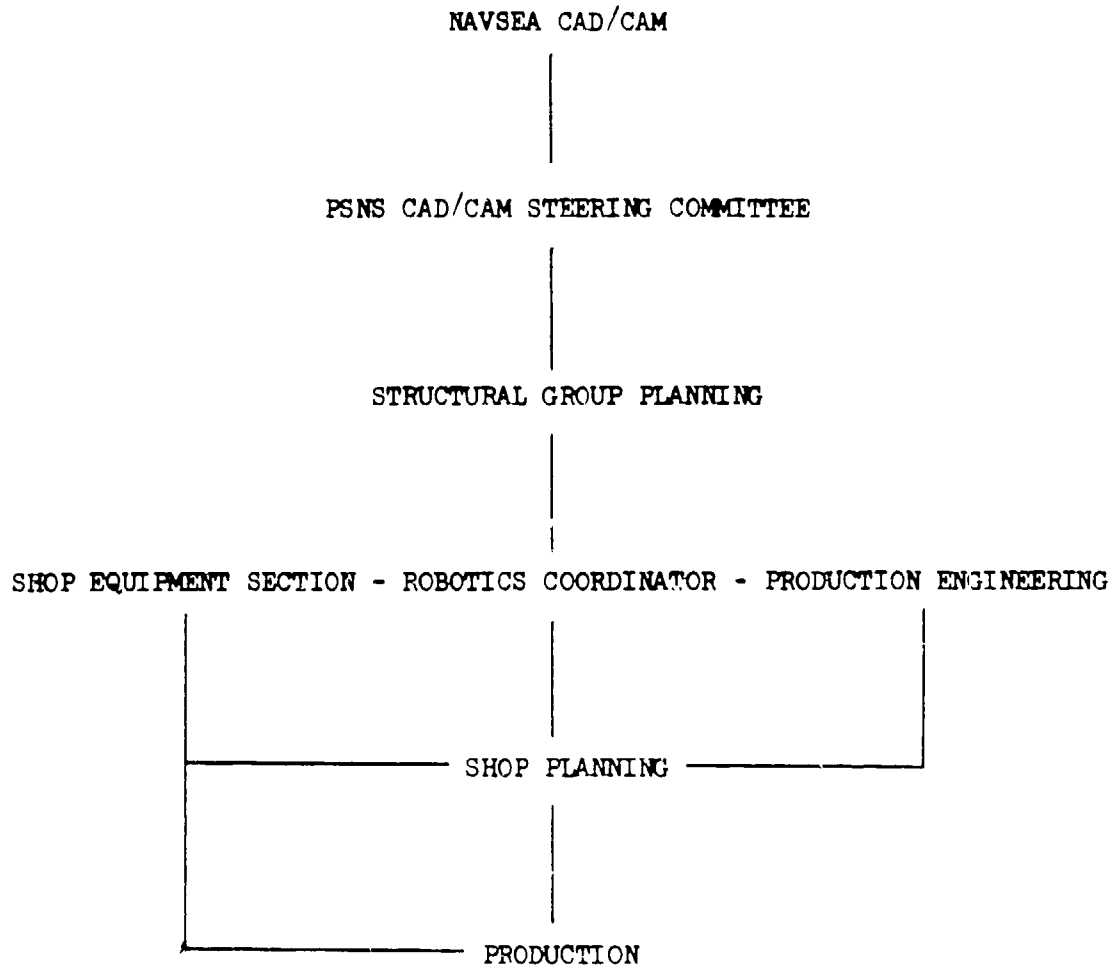 NAVSEA CAD/CAM
PSNS CAD/CAM STEERING COMMITTEE
STRUCTURAL GROUP PLANNING
SHOP EQUIPMENT SECTION - ROBOTICS COORDINATOR - PRODUCTION ENGINEERING
SHOP PLANNING
PRODUCTION